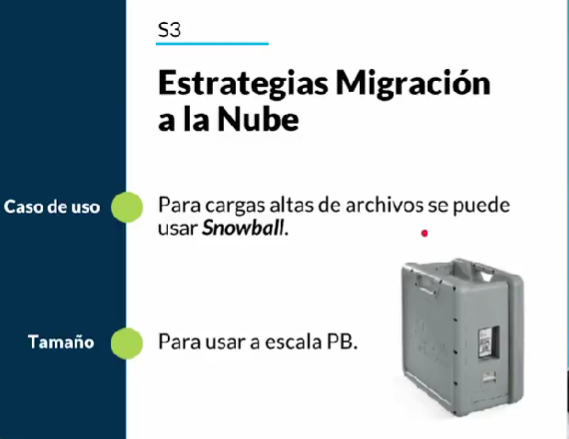 S3
Estrategias Migración
a la Nube
Caso de uso
Para cargas altas de archivos se puede
usar Snowball.
Tamaño
Para usar a escala PB.